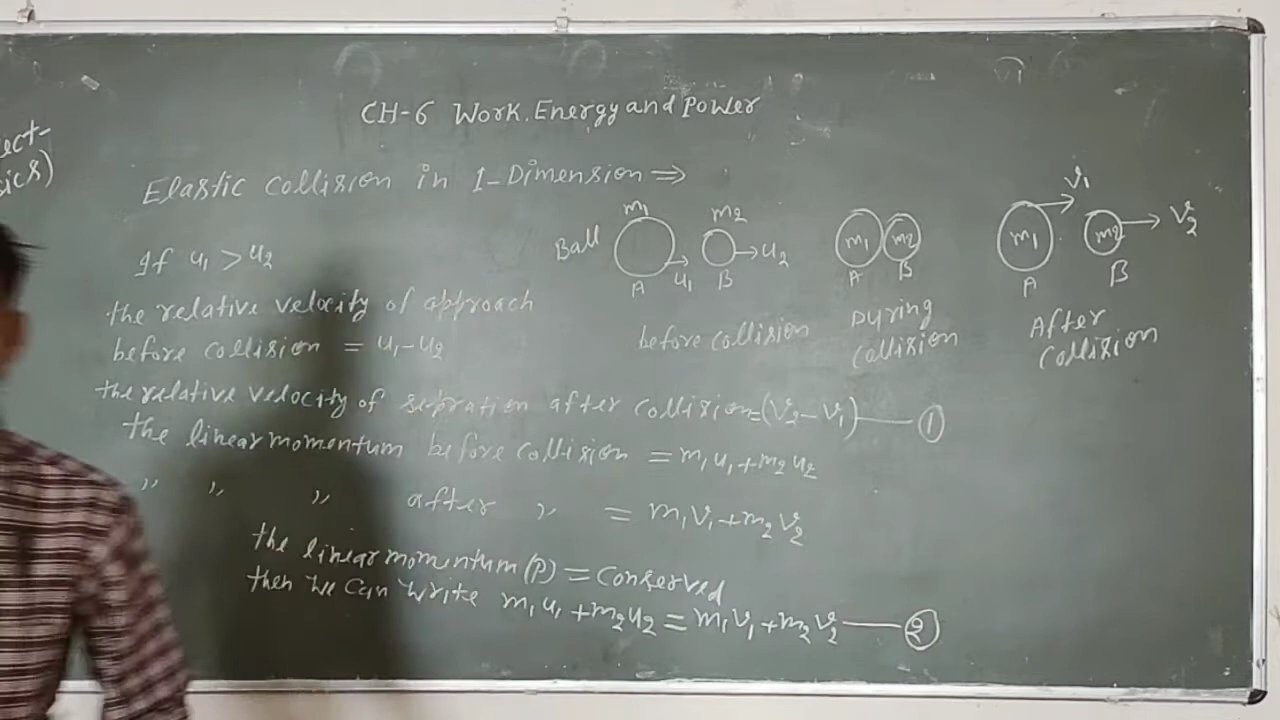 CH-6 Work, Energy and Power
ect-
ics)
Elastic Collision in 1-Dimension ⇒
If u₁ > u₂
the relative velocity of approach
before collision = u₁-u₂
the relative velocity of sepration after collision=(V₂-V₁) — ①
the linear momentum before collision = m₁u₁+m₂u₂
,, ,, ,, after ,, = m₁V₁+m₂V₂
the linear momentum (P) = Conserved
then we can write m₁u₁+m₂u₂ = m₁V₁+m₂V₂ — ②
Ball
m₁ m₂
u₁ u₂
A B
before collision
m₁ m₂
A B
During
Collision
V₁ V₂
m₁ m₂
A B
After
Collision